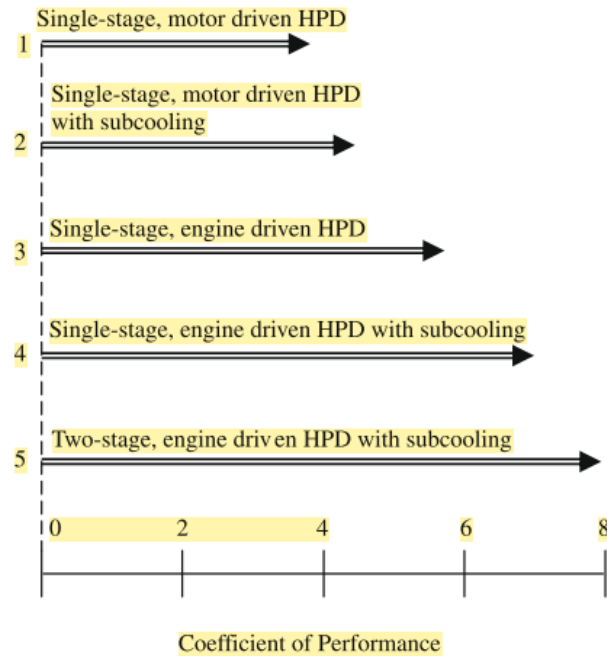 Single-stage, motor driven HPD
1
Single-stage, motor driven HPD
with subcooling
2
Single-stage, engine driven HPD
3
Single-stage, engine driven HPD with subcooling
4
Two-stage, engine driven HPD with subcooling
5
0 2 4 6 8
Coefficient of Performance